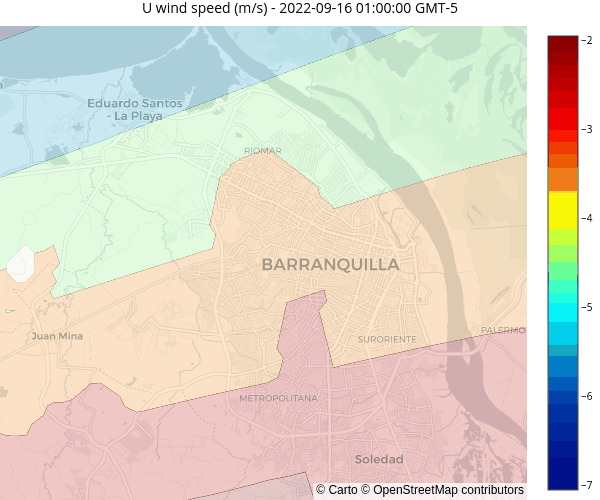 U wind speed (m/s) - 2022-09-16 01:00:00 GMT-5
−2
Eduardo Santos
- La Playa
−3
RIOMAR
−4
BARRANQUILLA
−5
Juan Mina
SURORIENTE
PALERMO
METROPOLITANA
−6
Soledad
−7
© Carto © OpenStreetMap contributors